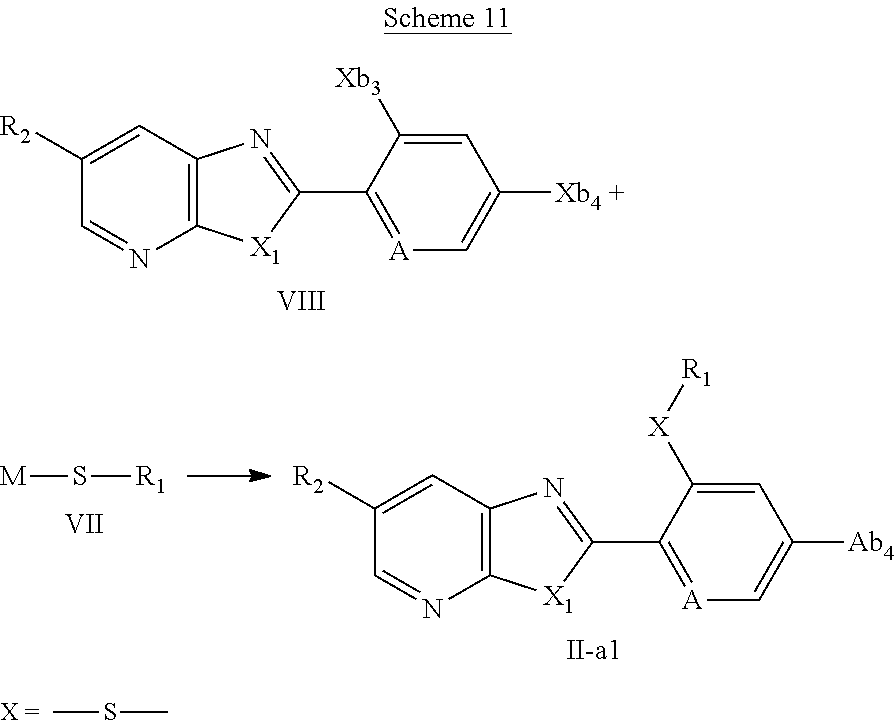 Scheme 11
Xb3
R2
N
Xb4 +
N
X1
A
VIII
R1
X
M S R1
R2
N
Ab4
VII
N
X1
A
II-a1
X = S